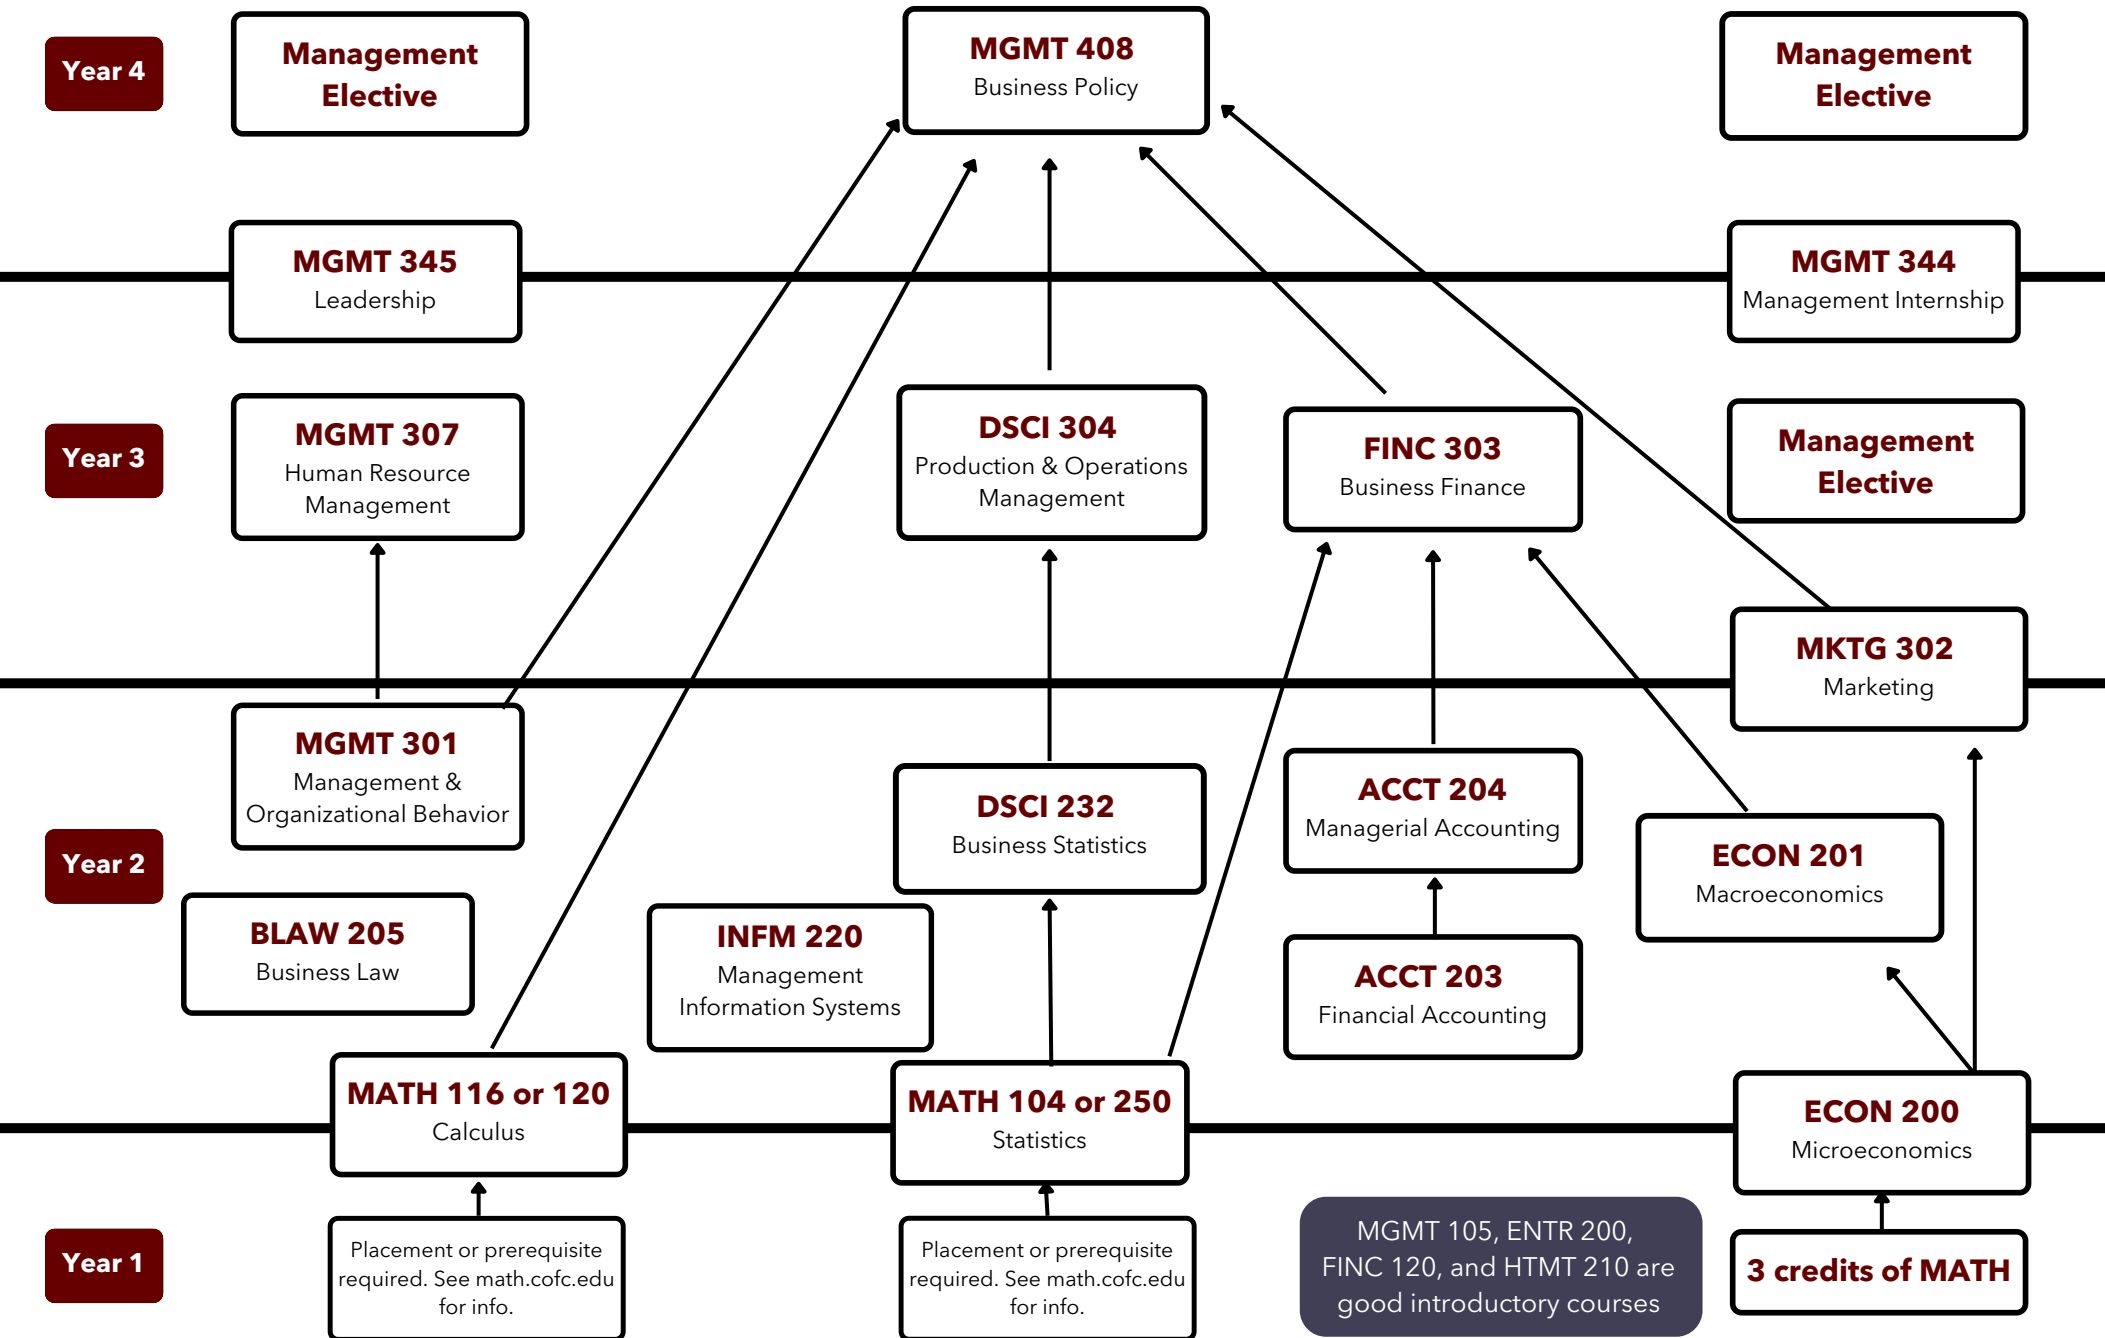 Year 4
Management
Elective
MGMT 408
Business Policy
Management
Elective
MGMT 345
Leadership
MGMT 344
Management Internship
Year 3
MGMT 307
Human Resource
Management
DSCI 304
Production & Operations
Management
FINC 303
Business Finance
Management
Elective
MKTG 302
Marketing
Year 2
MGMT 301
Management &
Organizational Behavior
DSCI 232
Business Statistics
ACCT 204
Managerial Accounting
ECON 201
Macroeconomics
BLAW 205
Business Law
INFM 220
Management
Information Systems
ACCT 203
Financial Accounting
MATH 116 or 120
Calculus
MATH 104 or 250
Statistics
ECON 200
Microeconomics
Year 1
Placement or prerequisite
required. See math.cofc.edu
for info.
Placement or prerequisite
required. See math.cofc.edu
for info.
MGMT 105, ENTR 200,
FINC 120, and HTMT 210 are
good introductory courses
3 credits of MATH